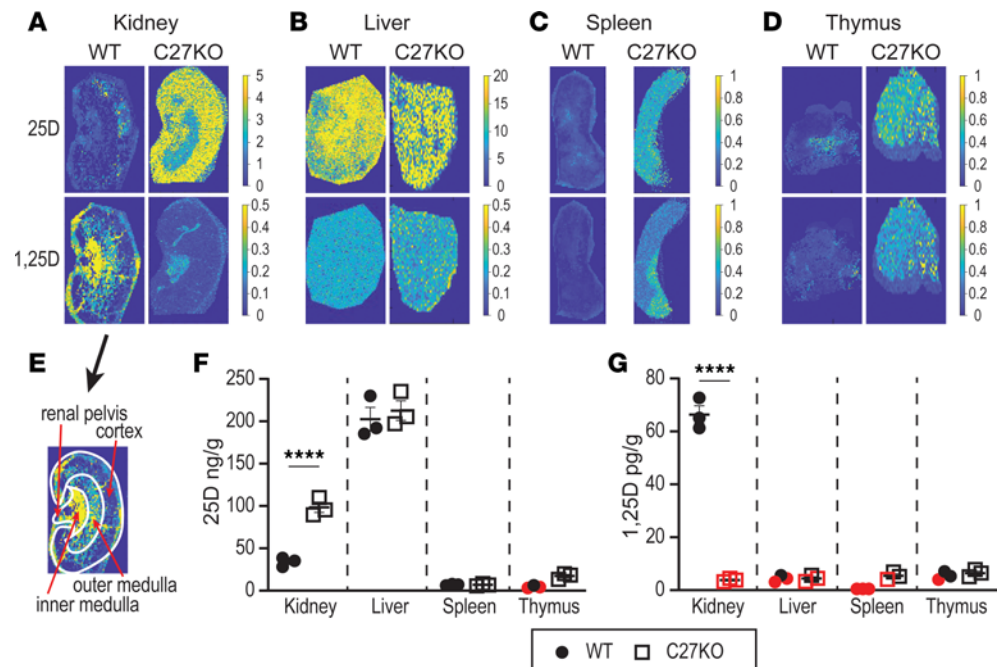 A Kidney
WT C27KO
B Liver
WT C27KO
C Spleen
WT C27KO
D Thymus
WT C27KO
25D
5
4
3
2
1
0
20
15
10
5
0
1
0.8
0.6
0.4
0.2
0
1
0.8
0.6
0.4
0.2
0
1,25D
0.5
0.4
0.3
0.2
0.1
0
0.5
0.4
0.3
0.2
0.1
0
1
0.8
0.6
0.4
0.2
0
1
0.8
0.6
0.4
0.2
0
E
renal pelvis
cortex
outer medulla
inner medulla
F
25D ng/g
250
200
150
100
50
0
****
Kidney Liver Spleen Thymus
G
1,25D pg/g
80
60
40
20
0
****
Kidney Liver Spleen Thymus
WT C27KO